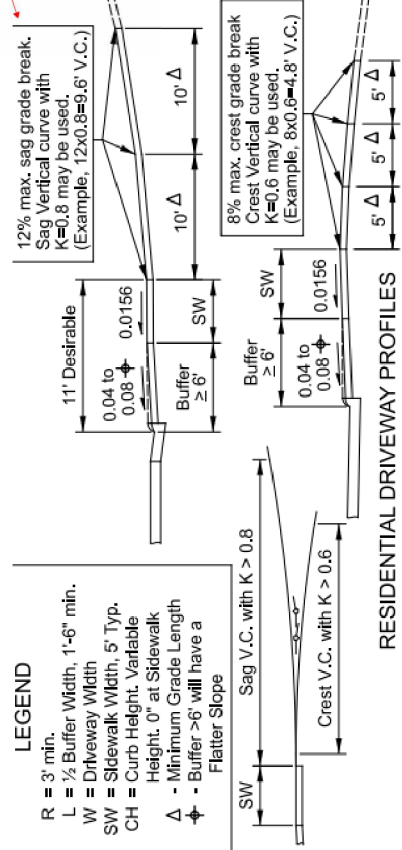 LEGEND
R = 3' min.
L = ½ Buffer Width, 1'-6" min.
W = Driveway Width
SW = Sidewalk Width, 5' Typ.
CH = Curb Height. Variable
Height. 0" at Sidewalk
Δ - Minimum Grade Length
⌖ - Buffer >6' will have a
Flatter Slope
11' Desirable
0.04 to
0.08 ⌖
0.0156
Buffer
≥ 6'
SW
12% max. sag grade break.
Sag Vertical curve with
K=0.8 may be used.
(Example, 12x0.8=9.6' V.C.)
10' Δ
10' Δ
SW
Sag V.C. with K > 0.8
Crest V.C. with K > 0.6
Buffer
≥ 6'
SW
0.04 to
0.08 ⌖
0.0156
8% max. crest grade break
Crest Vertical curve with
K=0.6 may be used.
(Example, 8x0.6=4.8' V.C.)
5' Δ
5' Δ
5' Δ
RESIDENTIAL DRIVEWAY PROFILES